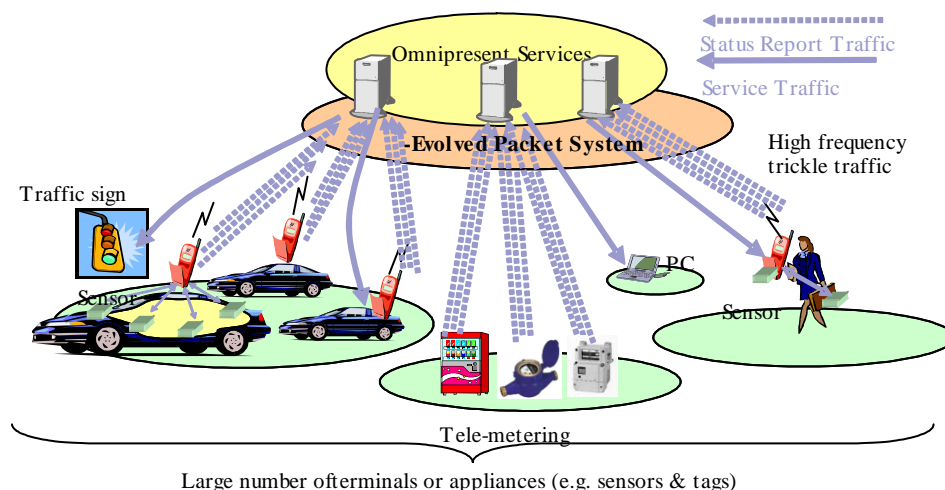 Omnipresent Services
Status Report Traffic
Service Traffic
-Evolved Packet System
High frequency
trickle traffic
Traffic sign
PC
Sensor
Sensor
Tele-metering
Large number ofterminals or appliances (e.g. sensors & tags)